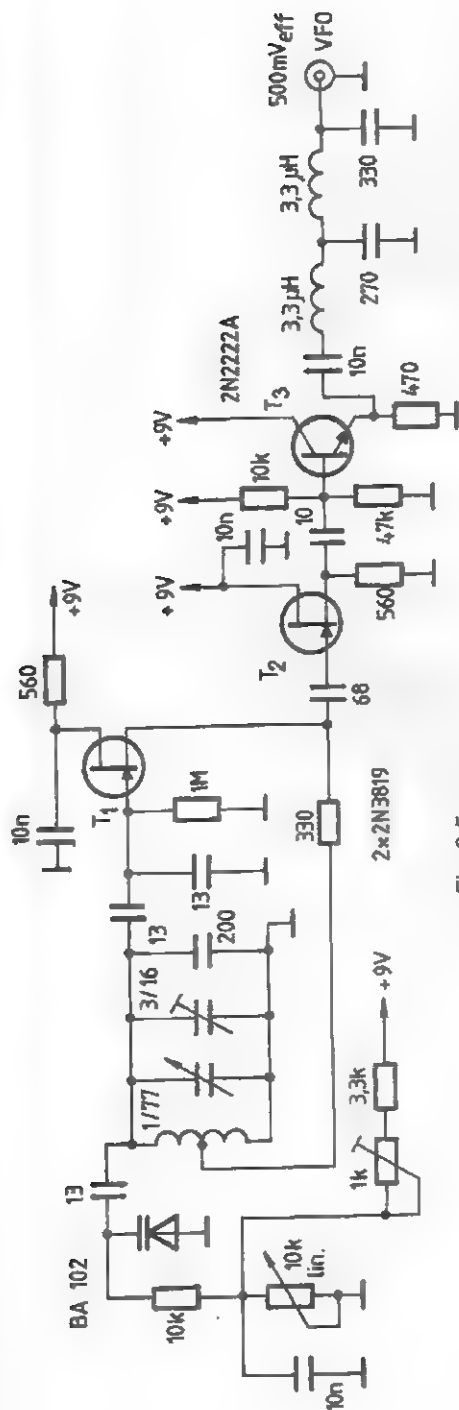 10n
560
+9V
T₁
BA 102
13
1/77
3/16
13
200
13
1M
10k
10k
lin.
10n
1k
3,3k
+9V
330
2×2N3819
68
T₂
+9V
10n
560
10
+9V
10k
47k
+9V
2N2222A
T₃
470
10n
3,3µH
270
3,3µH
330
500mVeff
VFO